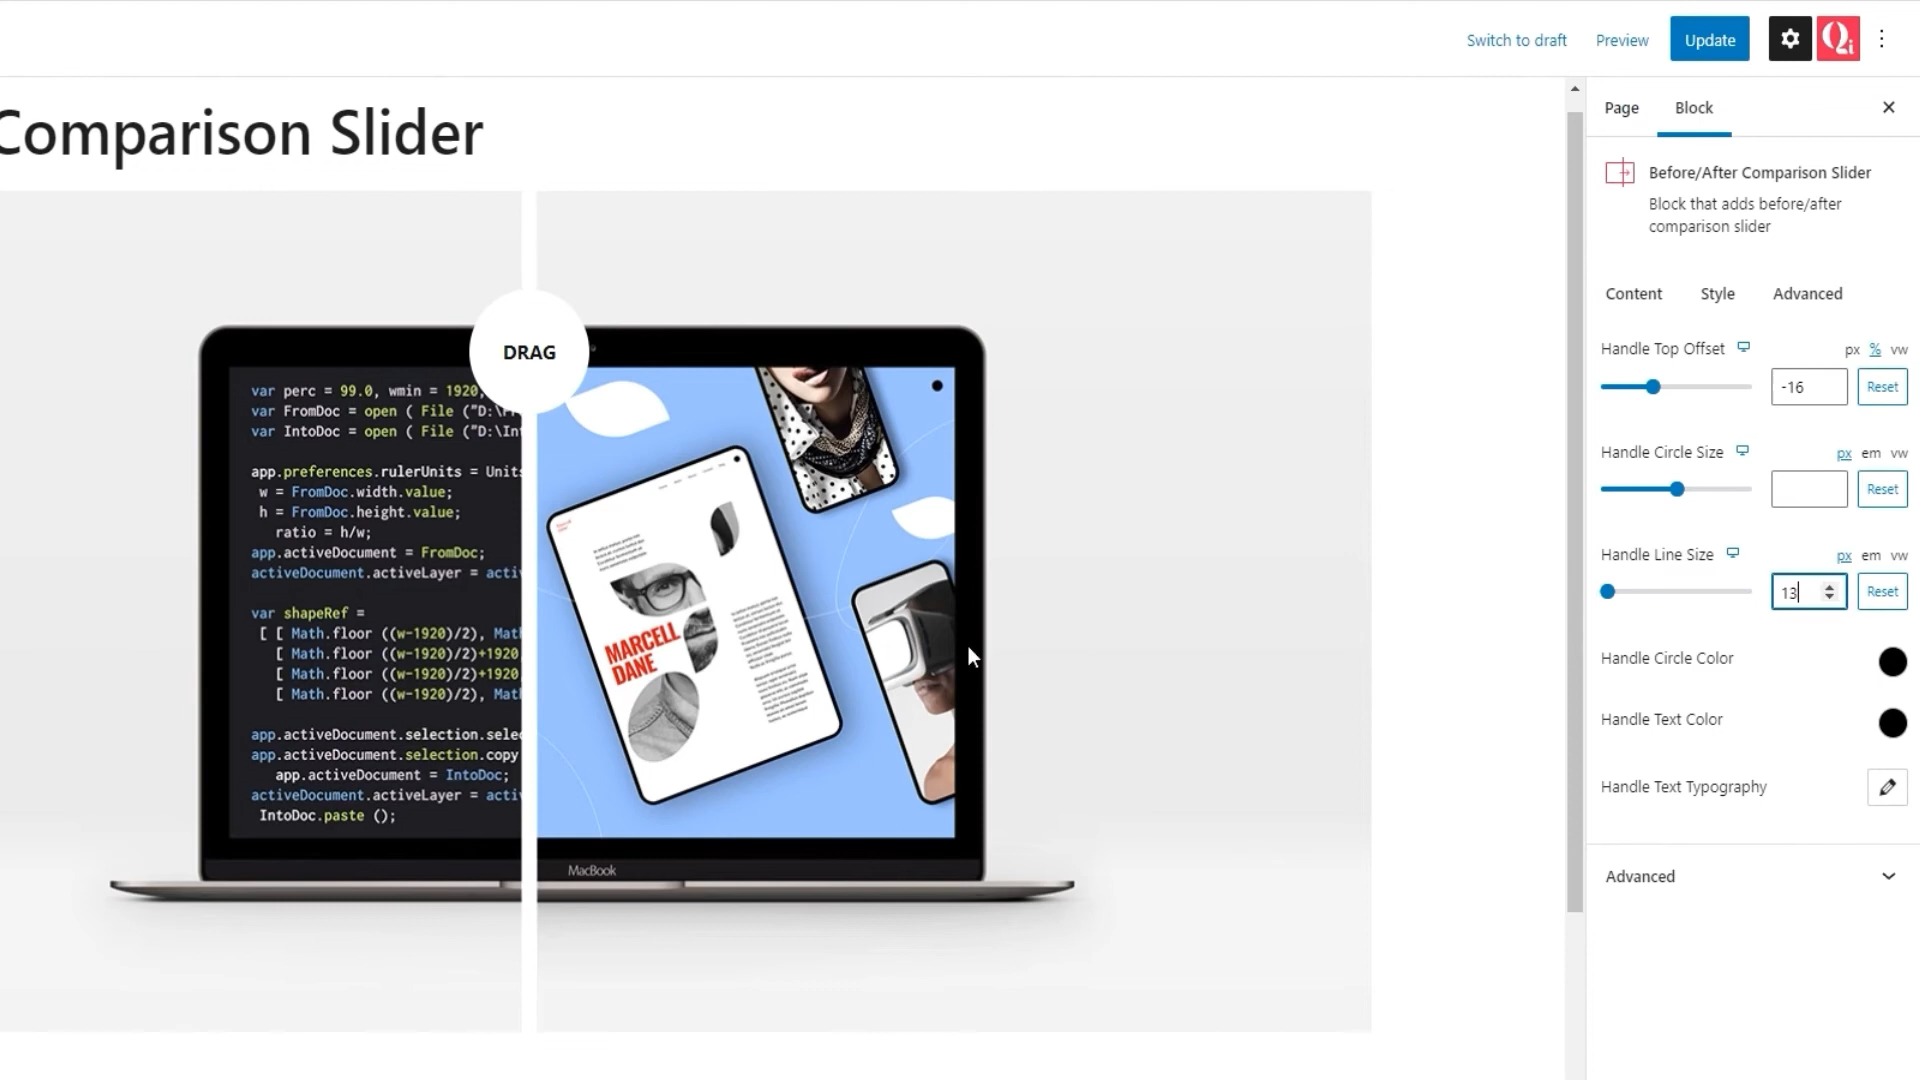 Switch to draft
Preview
Update
Qi
Comparison Slider
Page
Block
Before/After Comparison Slider
Block that adds before/after
comparison slider
Content
Style
Advanced
Handle Top Offset
px % vw
-16
Reset
Handle Circle Size
px em vw
Reset
Handle Line Size
px em vw
13
Reset
Handle Circle Color
Handle Text Color
Handle Text Typography
Advanced
DRAG
var perc = 99.0, wmin = 1920,
var FromDoc = open ( File ("D:\
var IntoDoc = open ( File ("D:\Int
app.preferences.rulerUnits = Units
w = FromDoc.width.value;
h = FromDoc.height.value;
ratio = h/w;
app.activeDocument = FromDoc;
activeDocument.activeLayer = acti
var shapeRef =
[ [ Math.floor ((w-1920)/2), Mat
[ Math.floor ((w-1920)/2)+1920
[ Math.floor ((w-1920)/2)+1920
[ Math.floor ((w-1920)/2), Mat
app.activeDocument.selection.sele
app.activeDocument.selection.copy
app.activeDocument = IntoDoc;
activeDocument.activeLayer = acti
IntoDoc.paste ();
MARCELL
DANE
MacBook